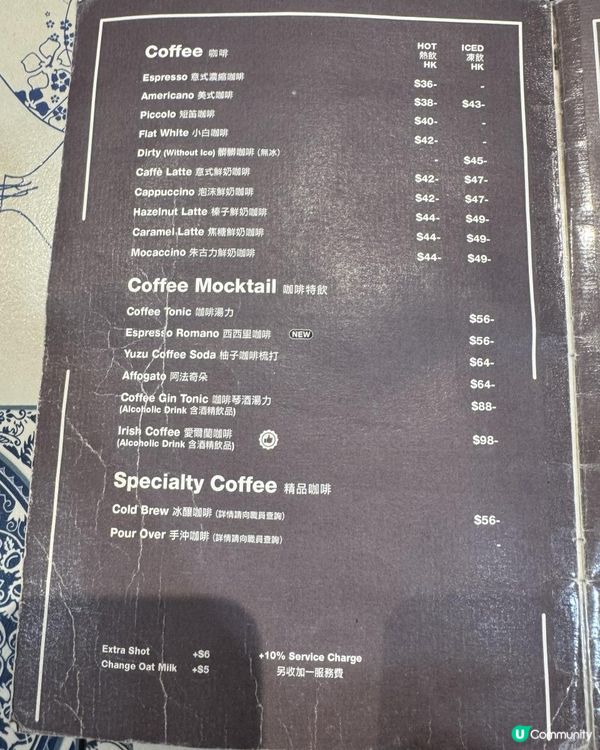 Coffee 咖啡 HOT ICED
熱飲 凍飲
HK HK
Espresso 意式濃縮咖啡 $36- -
Americano 美式咖啡 $38- $43-
Piccolo 短笛咖啡 $40- -
Flat White 小白咖啡 $42- -
Dirty (Without Ice) 髒髒咖啡 (無冰) - $45-
Caffè Latte 意式鮮奶咖啡 $42- $47-
Cappuccino 泡沫鮮奶咖啡 $42- $47-
Hazelnut Latte 榛子鮮奶咖啡 $44- $49-
Caramel Latte 焦糖鮮奶咖啡 $44- $49-
Mocaccino 朱古力鮮奶咖啡 $44- $49-
Coffee Mocktail 咖啡特飲
Coffee Tonic 咖啡湯力 $56-
Espresso Romano 西西里咖啡 NEW $56-
Yuzu Coffee Soda 柚子咖啡梳打 $64-
Affogato 阿法奇朵 $64-
Coffee Gin Tonic 咖啡琴酒湯力 $88-
(Alcoholic Drink 含酒精飲品)
Irish Coffee 愛爾蘭咖啡 $98-
(Alcoholic Drink 含酒精飲品)
Specialty Coffee 精品咖啡
Cold Brew 冰釀咖啡 (詳情請向職員查詢) $56-
Pour Over 手沖咖啡 (詳情請向職員查詢) -
Extra Shot +$6 +10% Service Charge
Change Oat Milk +$5 另收加一服務費
U Community